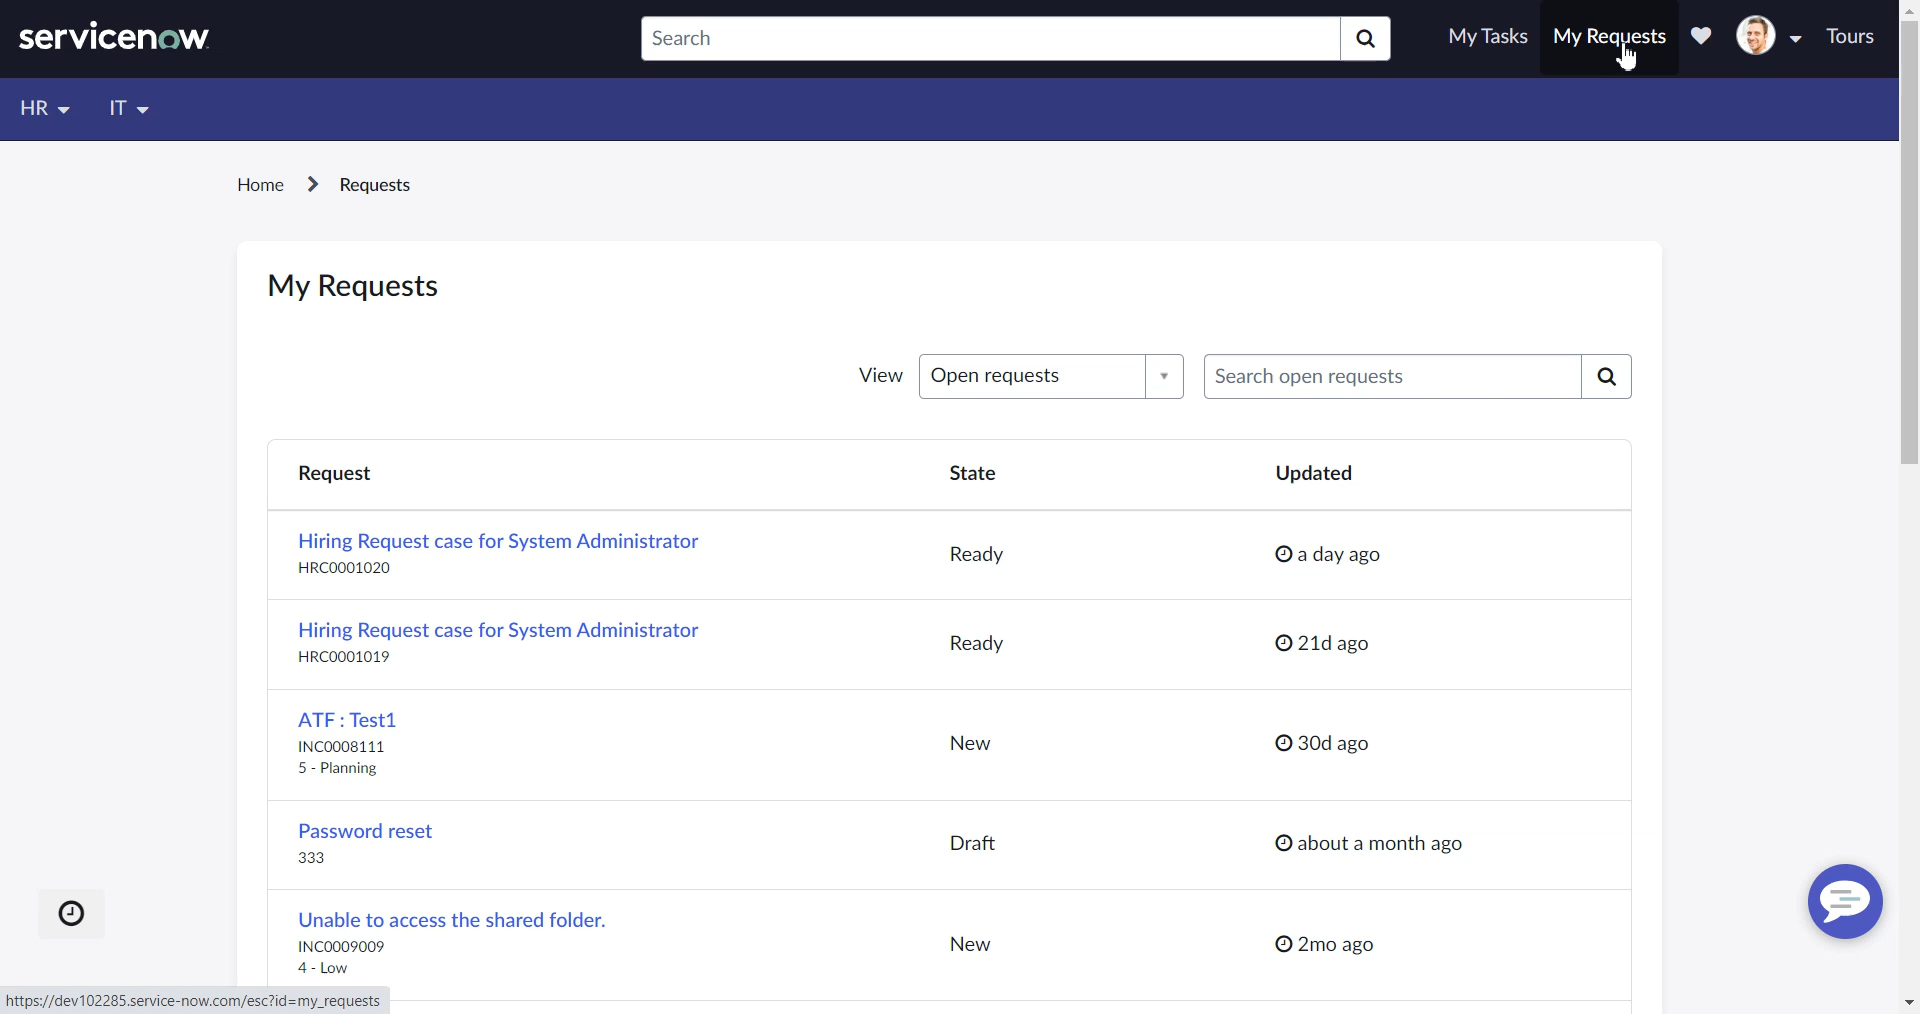 servicenow
Search
My Tasks
My Requests
Tours
HR
IT
Home
Requests
My Requests
View
Open requests
Search open requests
Request
State
Updated
Hiring Request case for System Administrator
HRC0001020
Ready
a day ago
Hiring Request case for System Administrator
HRC0001019
Ready
21d ago
ATF : Test1
INC0008111
5 - Planning
New
30d ago
Password reset
333
Draft
about a month ago
Unable to access the shared folder.
INC0009009
4 - Low
New
2mo ago
https://dev102285.service-now.com/esc?id=my_requests